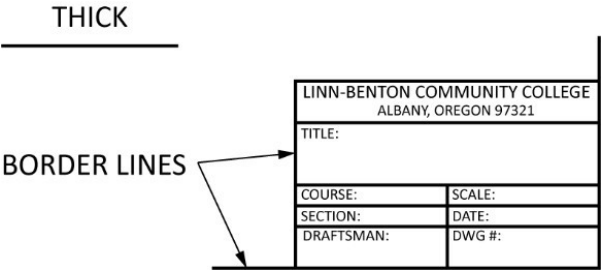 THICK
LINN-BENTON COMMUNITY COLLEGE
ALBANY, OREGON 97321
TITLE:
BORDER LINES
COURSE: SCALE:
SECTION: DATE:
DRAFTSMAN: DWG #: